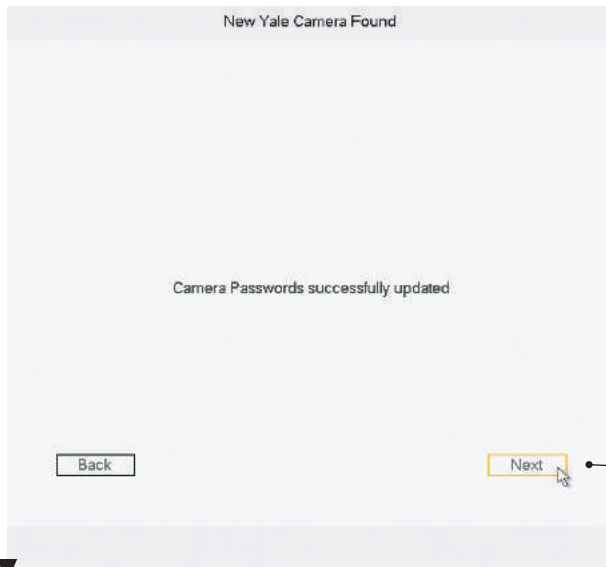 New Yale Camera Found
Camera Passwords successfully updated
Back
Next